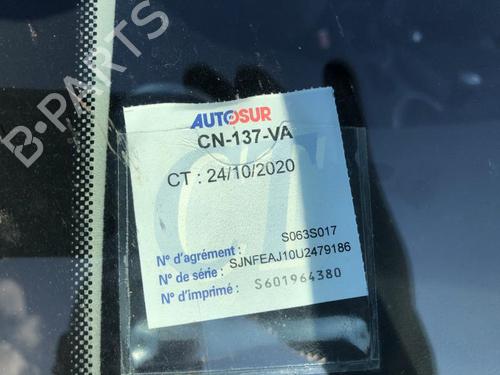 B-PARTS
AUTOSUR
CN-137-VA
CT : 24/10/2020
N° d'agrément : S063S017
N° de série : SJNFEAJ10U2479186
N° d'imprimé : S601964380